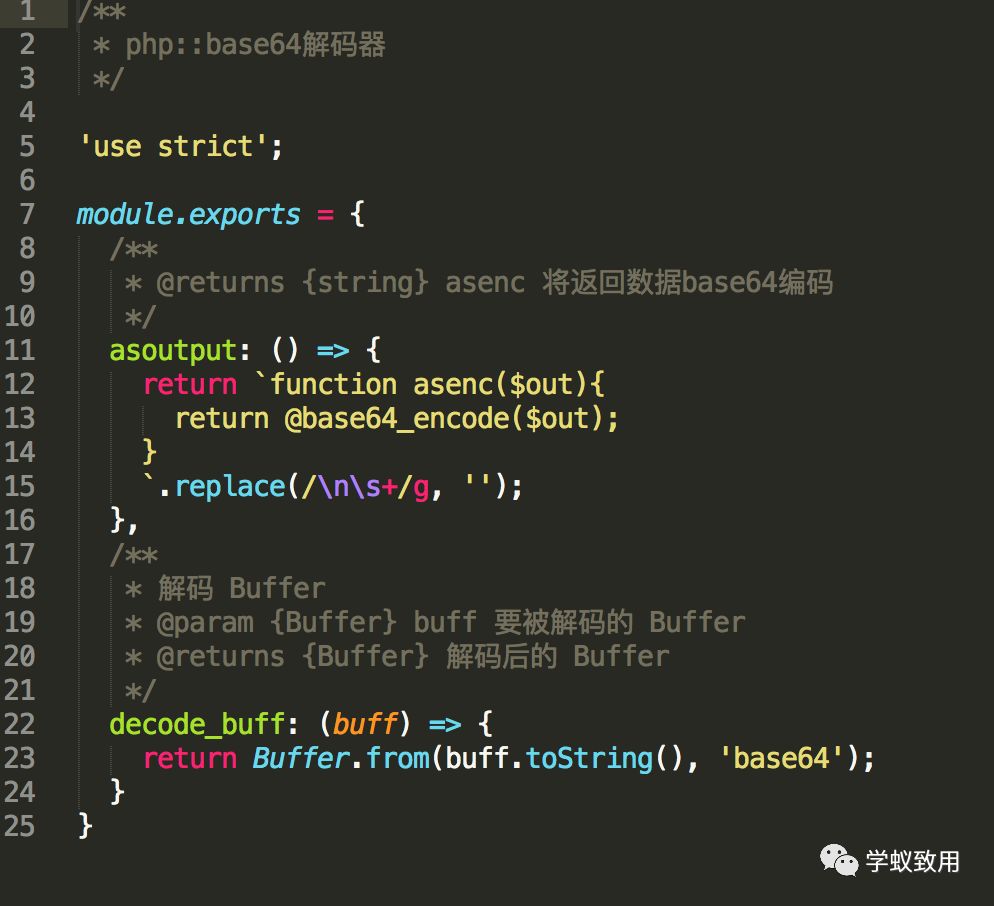 1 /**
2  * php::base64解码器
3  */
4
5 'use strict';
6
7 module.exports = {
8   /**
9    * @returns {string} asenc 将返回数据base64编码
10    */
11   asoutput: () => {
12     return `function asenc($out){
13       return @base64_encode($out);
14     }
15     `.replace(/\n\s+/g, '');
16   },
17   /**
18    * 解码 Buffer
19    * @param {Buffer} buff 要被解码的 Buffer
20    * @returns {Buffer} 解码后的 Buffer
21    */
22   decode_buff: (buff) => {
23     return Buffer.from(buff.toString(), 'base64');
24   }
25 }
学蚁致用